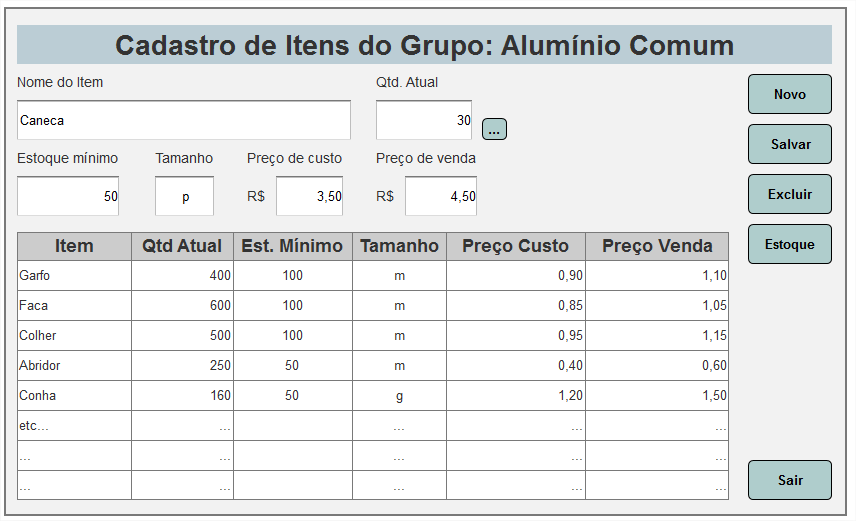 Cadastro de Itens do Grupo: Alumínio Comum
Nome do Item Qtd. Atual
Novo
Caneca 30 ...
Salvar
Estoque mínimo Tamanho Preço de custo Preço de venda
50 p R$ 3,50 R$ 4,50
Excluir
Item Qtd Atual Est. Mínimo Tamanho Preço Custo Preço Venda
Estoque
Garfo 400 100 m 0,90 1,10
Faca 600 100 m 0,85 1,05
Colher 500 100 m 0,95 1,15
Abridor 250 50 m 0,40 0,60
Conha 160 50 g 1,20 1,50
etc... ... ... ... ... ...
... ... ... ... ... ...
... ... ... ... ... ...
Sair